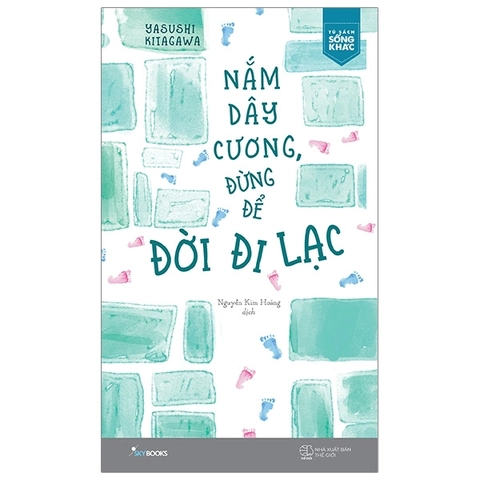 YASUSHI
KITAGAWA
TỦ SÁCH
SỐNG
KHÁC
NẮM
DÂY
CƯƠNG,
ĐỪNG
ĐỂ
ĐỜI ĐI LẠC
Nguyễn Kim Hoàng
dịch
SKYBOOKS
NHÀ XUẤT BẢN
THẾ GIỚI